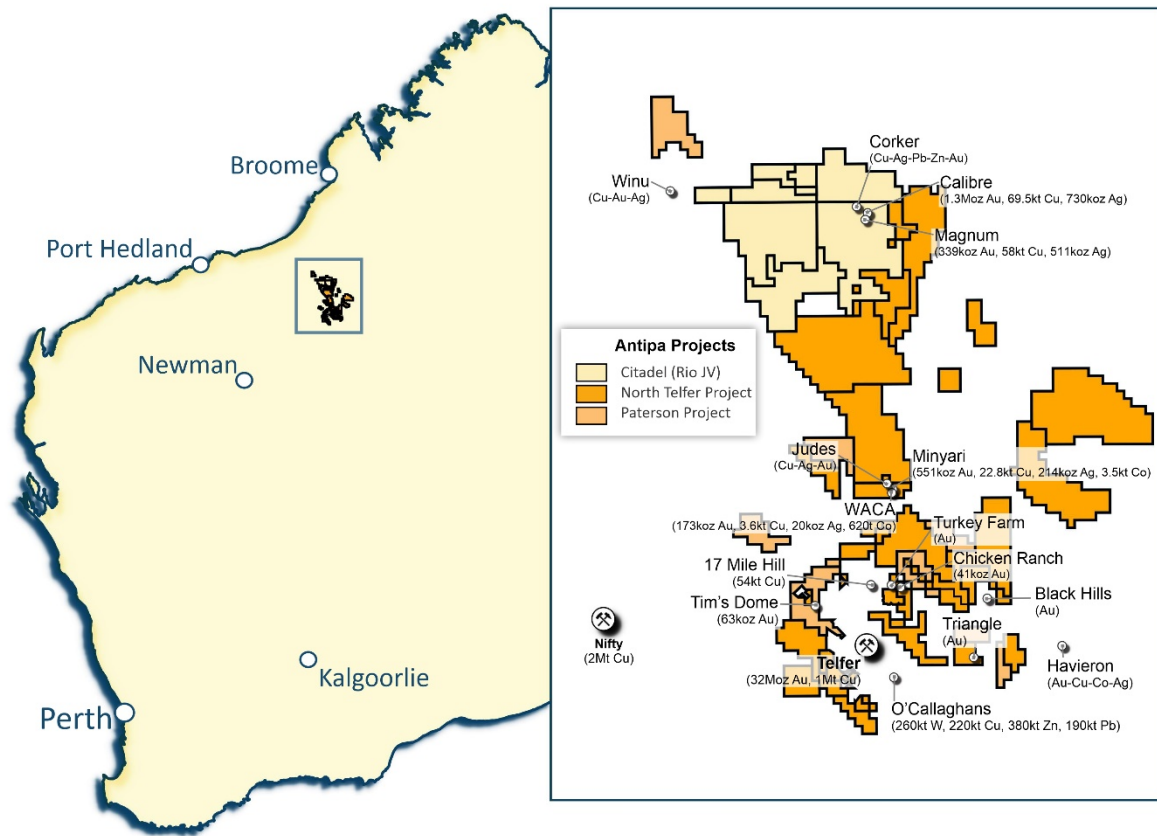 Broome
Port Hedland
Newman
Kalgoorlie
Perth
Corker
(Cu-Ag-Pb-Zn-Au)
Winu
(Cu-Au-Ag)
Calibre
(1.3Moz Au, 69.5kt Cu, 730koz Ag)
Magnum
(339koz Au, 58kt Cu, 511koz Ag)
Antipa Projects
Citadel (Rio JV)
North Telfer Project
Paterson Project
Judes
(Cu-Ag-Au)
Minyari
(551koz Au, 22.8kt Cu, 214koz Ag, 3.5kt Co)
WACA
(173koz Au, 3.6kt Cu, 20koz Ag, 620t Co)
Turkey Farm
(Au)
17 Mile Hill
(54kt Cu)
Chicken Ranch
(41koz Au)
Tim's Dome
(63koz Au)
Black Hills
(Au)
Nifty
(2Mt Cu)
Triangle
(Au)
Telfer
(32Moz Au, 1Mt Cu)
Havieron
(Au-Cu-Co-Ag)
O'Callaghans
(260kt W, 220kt Cu, 380kt Zn, 190kt Pb)